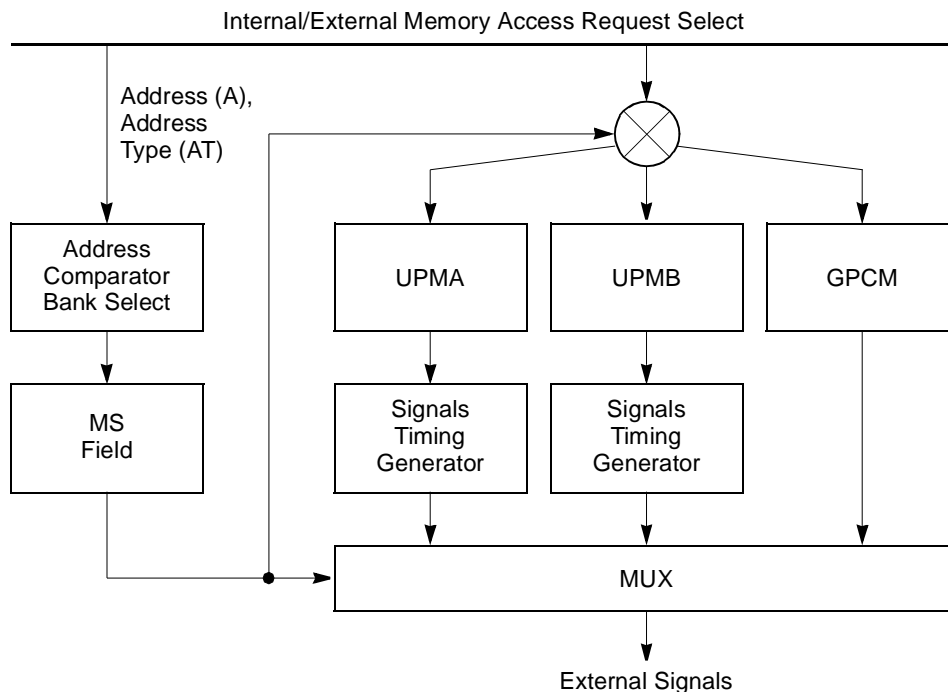 Internal/External Memory Access Request Select
Address (A),
Address
Type (AT)
Address
Comparator
Bank Select
UPMA
UPMB
GPCM
MS
Field
Signals
Timing
Generator
Signals
Timing
Generator
MUX
External Signals